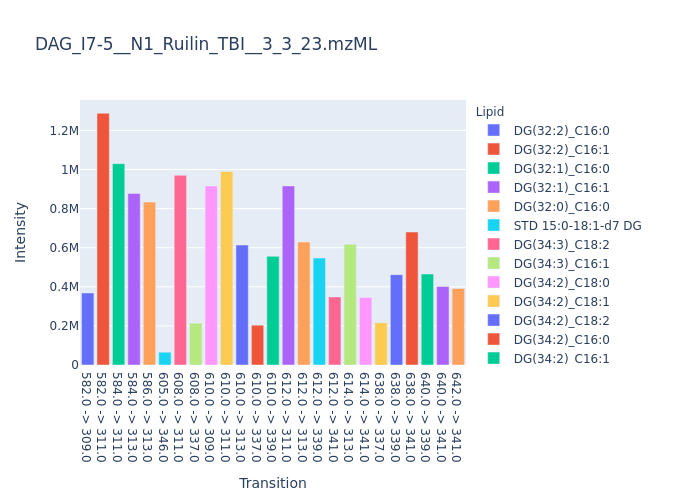 DAG_I7-5__N1_Ruilin_TBI__3_3_23.mzML
Intensity
1.2M
1M
0.8M
0.6M
0.4M
0.2M
0
582.0 -> 309.0
582.0 -> 311.0
584.0 -> 311.0
584.0 -> 313.0
586.0 -> 313.0
605.0 -> 346.0
608.0 -> 311.0
608.0 -> 337.0
610.0 -> 309.0
610.0 -> 311.0
610.0 -> 313.0
610.0 -> 337.0
610.0 -> 339.0
612.0 -> 311.0
612.0 -> 313.0
612.0 -> 339.0
612.0 -> 341.0
614.0 -> 313.0
614.0 -> 341.0
638.0 -> 337.0
638.0 -> 339.0
638.0 -> 341.0
640.0 -> 339.0
640.0 -> 341.0
642.0 -> 341.0
Transition
Lipid
DG(32:2)_C16:0
DG(32:2)_C16:1
DG(32:1)_C16:0
DG(32:1)_C16:1
DG(32:0)_C16:0
STD 15:0-18:1-d7 DG
DG(34:3)_C18:2
DG(34:3)_C16:1
DG(34:2)_C18:0
DG(34:2)_C18:1
DG(34:2)_C18:2
DG(34:2)_C16:0
DG(34:2)_C16:1